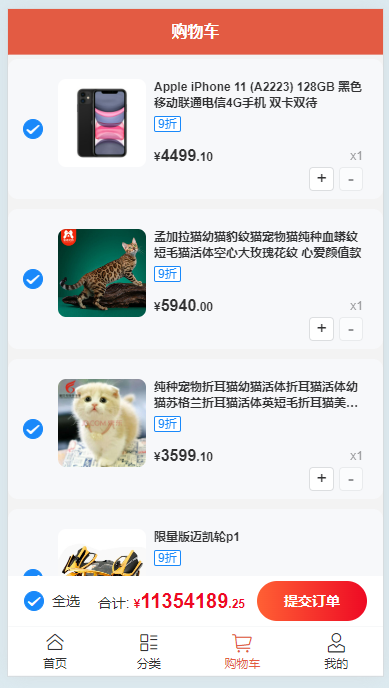 购物车
Apple iPhone 11 (A2223) 128GB 黑色
移动联通电信4G手机 双卡双待
9折
¥4499.10
x1
+
-
孟加拉猫幼猫豹纹猫宠物猫纯种血蟒纹
短毛猫活体空心大玫瑰花纹 心爱颜值款
9折
¥5940.00
x1
+
-
纯种宠物折耳猫幼猫活体折耳猫活体幼
猫苏格兰折耳猫活体英短毛折耳猫美…
9折
¥3599.10
x1
+
-
限量版迈凯轮p1
9折
全选
合计: ¥11354189.25
提交订单
首页
分类
购物车
我的